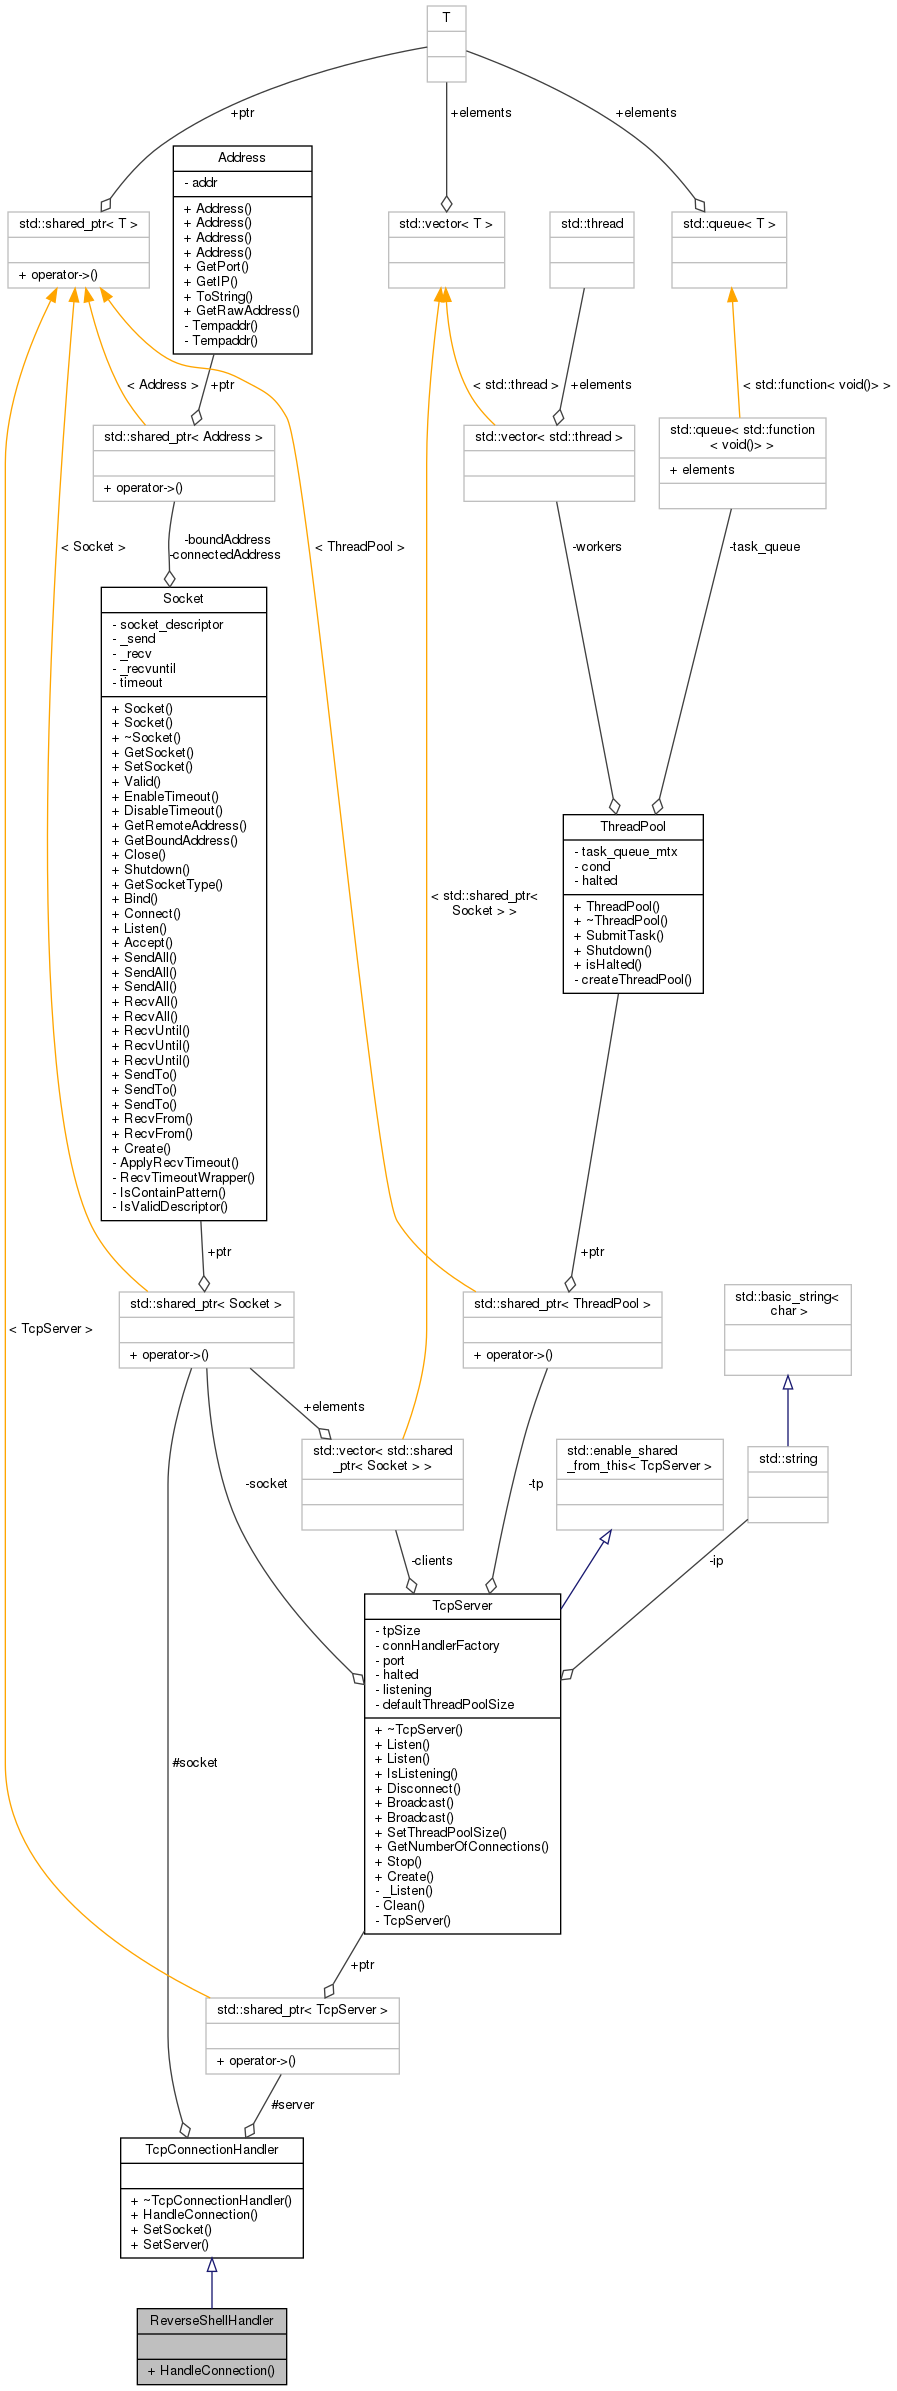 T
+ptr
+elements
+elements
Address
- addr
+ Address()
+ Address()
+ Address()
+ Address()
+ GetPort()
+ GetIP()
+ ToString()
+ GetRawAddress()
- Tempaddr()
- Tempaddr()
std::shared_ptr< T >
+ operator->()
std::vector< T >
std::thread
std::queue< T >
< Address >
+ptr
< std::thread >
+elements
< std::function< void()> >
std::shared_ptr< Address >
+ operator->()
std::vector< std::thread >
std::queue< std::function
< void()> >
+ elements
< Socket >
-boundAddress
-connectedAddress
< ThreadPool >
-workers
-task_queue
Socket
- socket_descriptor
- _send
- _recv
- _recvuntil
- timeout
+ Socket()
+ Socket()
+ ~Socket()
+ GetSocket()
+ SetSocket()
+ Valid()
+ EnableTimeout()
+ DisableTimeout()
+ GetRemoteAddress()
+ GetBoundAddress()
+ Close()
+ Shutdown()
+ GetSocketType()
+ Bind()
+ Connect()
+ Listen()
+ Accept()
+ SendAll()
+ SendAll()
+ SendAll()
+ RecvAll()
+ RecvAll()
+ RecvUntil()
+ RecvUntil()
+ RecvUntil()
+ SendTo()
+ SendTo()
+ SendTo()
+ RecvFrom()
+ RecvFrom()
+ Create()
- ApplyRecvTimeout()
- RecvTimeoutWrapper()
- IsContainPattern()
- IsValidDescriptor()
< std::shared_ptr<
Socket > >
ThreadPool
- task_queue_mtx
- cond
- halted
+ ThreadPool()
+ ~ThreadPool()
+ SubmitTask()
+ Shutdown()
+ isHalted()
- createThreadPool()
+ptr
+ptr
< TcpServer >
std::shared_ptr< Socket >
+ operator->()
std::shared_ptr< ThreadPool >
+ operator->()
std::basic_string<
char >
+elements
-socket
std::vector< std::shared
_ptr< Socket > >
-tp
std::enable_shared
_from_this< TcpServer >
std::string
-clients
-ip
TcpServer
- tpSize
- connHandlerFactory
- port
- halted
- listening
- defaultThreadPoolSize
+ ~TcpServer()
+ Listen()
+ Listen()
+ IsListening()
+ Disconnect()
+ Broadcast()
+ Broadcast()
+ SetThreadPoolSize()
+ GetNumberOfConnections()
+ Stop()
+ Create()
- _Listen()
- Clean()
- TcpServer()
#socket
+ptr
std::shared_ptr< TcpServer >
+ operator->()
#server
TcpConnectionHandler
+ ~TcpConnectionHandler()
+ HandleConnection()
+ SetSocket()
+ SetServer()
ReverseShellHandler
+ HandleConnection()